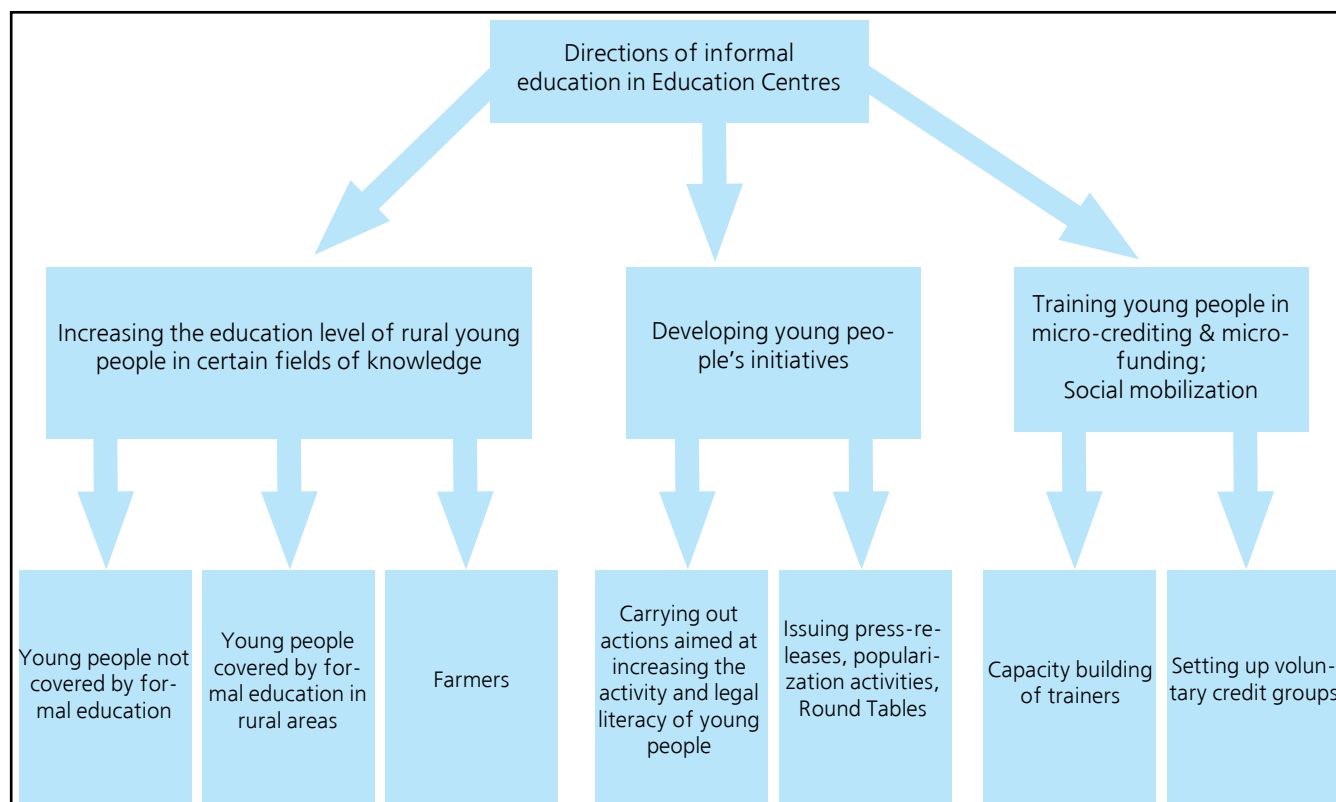 Directions of informal
education in Education Centres
Increasing the education level of rural young
people in certain fields of knowledge
Developing young peo-
ple's initiatives
Training young people in
micro-crediting & micro-
funding;
Social mobilization
Young people not
covered by for-
mal education
Young people
covered by for-
mal education in
rural areas
Farmers
Carrying out
actions aimed at
increasing the
activity and legal
literacy of young
people
Issuing press-re-
leases, populari-
zation activities,
Round Tables
Capacity building
of trainers
Setting up volun-
tary credit groups